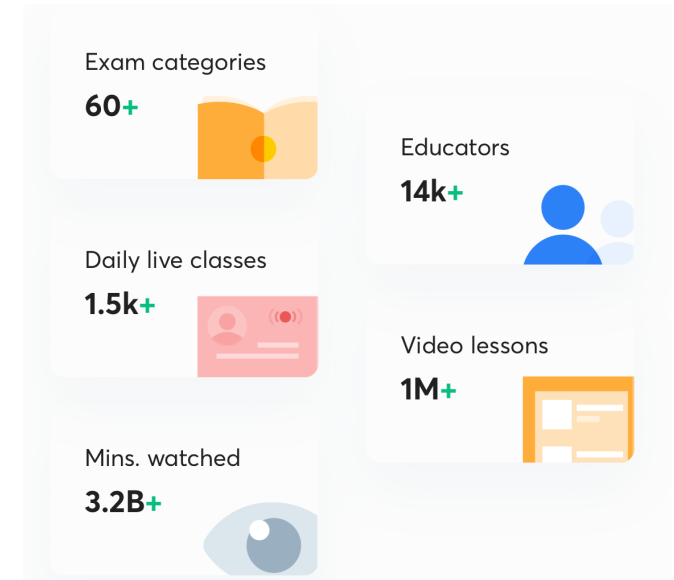 Exam categories
60+
Daily live classes
1.5k+
Mins. watched
3.2B+
Educators
14k+
Video lessons
1M+